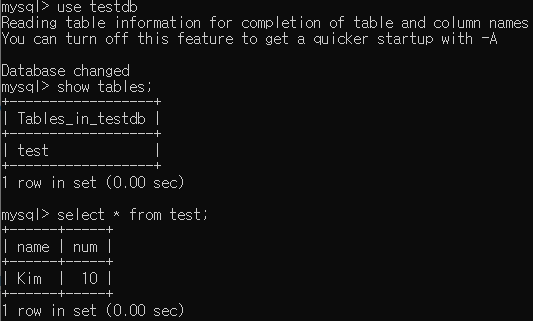 mysql> use testdb
Reading table information for completion of table and column names
You can turn off this feature to get a quicker startup with -A
Database changed
mysql> show tables;
+------------------+
| Tables_in_testdb |
+------------------+
| test             |
+------------------+
1 row in set (0.00 sec)
mysql> select * from test;
+------+-----+
| name | num |
+------+-----+
| Kim  |  10 |
+------+-----+
1 row in set (0.00 sec)